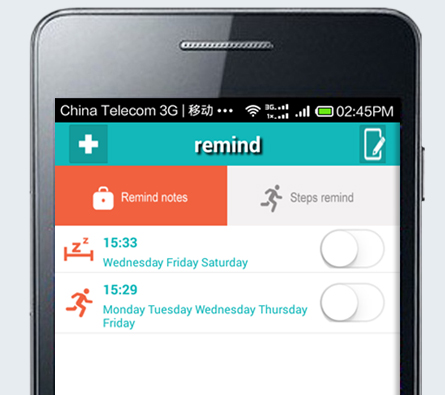 China Telecom 3G | 移动 ••• 3G 1x 02:45PM
remind
Remind notes
Steps remind
15:33
Wednesday Friday Saturday
15:29
Monday Tuesday Wednesday Thursday
Friday